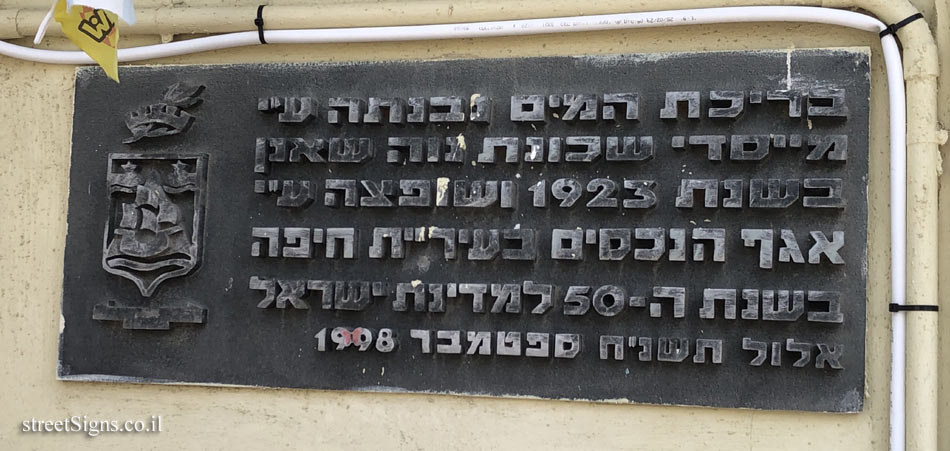 בריכת המים נבנתה ע"י
מייסדי שכונת נוה שאנן
בשנת 1923 ושופצה ע"י
אגף הנכסים בעיריית חיפה
בשנת ה-50 למדינת ישראל
אלול תשנ"ח ספטמבר 1998
streetSigns.co.il